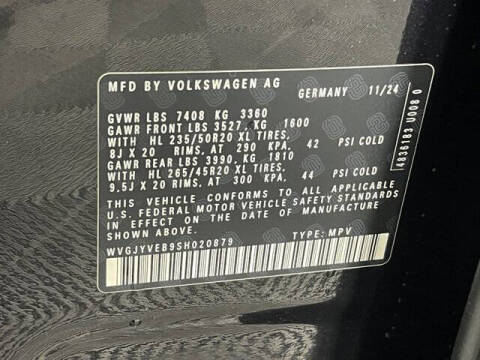 MFD BY VOLKSWAGEN AG
GERMANY 11/24
GVWR LBS 7408 KG 3360
GAWR FRONT LBS 3527, KG 1600
WITH HL 235/50R20 XL TIRES,
8J X 20 RIMS, AT 290 KPA. 42 PSI COLD
GAWR REAR LBS 3990, KG 1810
WITH HL 265/45R20 XL TIRES,
9.5J X 20 RIMS, AT 300 KPA. 44 PSI COLD
THIS VEHICLE CONFORMS TO ALL APPLICABLE
U.S. FEDERAL MOTOR VEHICLE SAFETY STANDARDS
IN EFFECT ON THE DATE OF MANUFACTURE
SHOWN ABOVE.
WVGJYVEB9SH020879 TYPE: MPV
4836183 U008 0